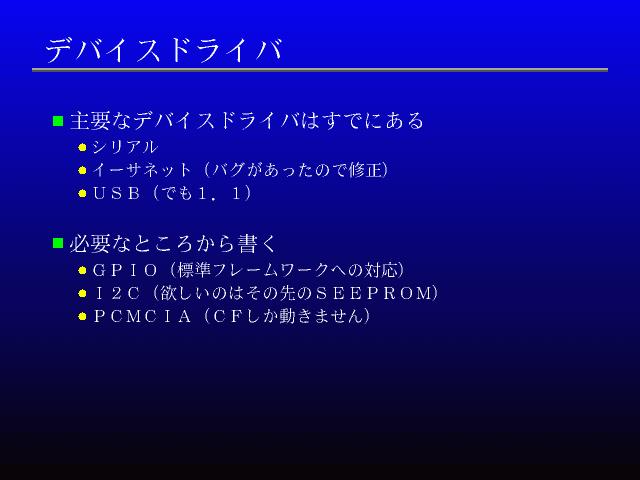 デバイスドライバ
主要なデバイスドライバはすでにある
シリアル
イーサネット（バグがあったので修正）
ＵＳＢ（でも１．１）
必要なところから書く
ＧＰＩＯ（標準フレームワークへの対応）
Ｉ２Ｃ（欲しいのはその先のＳＥＥＰＲＯＭ）
ＰＣＭＣＩＡ（ＣＦしか動きません）